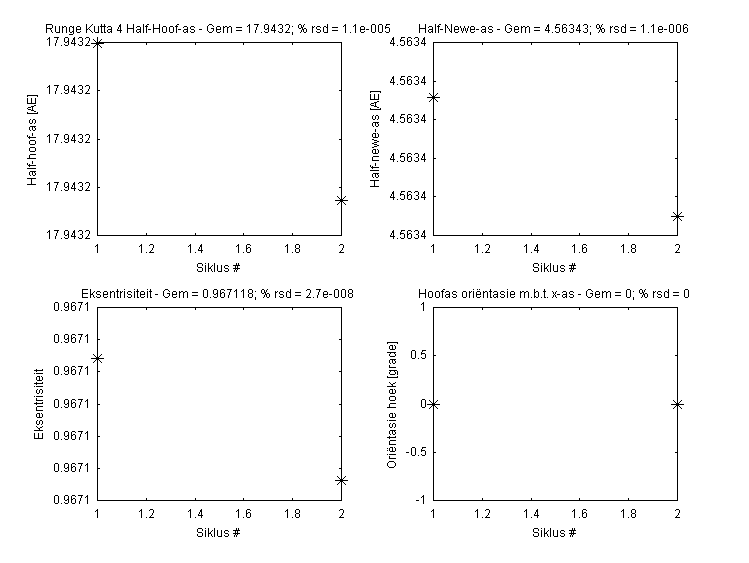 Runge Kutta 4 Half-Hoof-as - Gem = 17.9432; % rsd = 1.1e-005
17.9432
17.9432
17.9432
17.9432
17.9432
Half-hoof-as [AE]
1 1.2 1.4 1.6 1.8 2
Siklus #
Half-Newe-as - Gem = 4.56343; % rsd = 1.1e-006
4.5634
4.5634
4.5634
4.5634
4.5634
4.5634
Half-newe-as [AE]
1 1.2 1.4 1.6 1.8 2
Siklus #
Eksentrisiteit - Gem = 0.967118; % rsd = 2.7e-008
0.9671
0.9671
0.9671
0.9671
0.9671
0.9671
0.9671
Eksentrisiteit
1 1.2 1.4 1.6 1.8 2
Siklus #
Hoofas oriëntasie m.b.t. x-as - Gem = 0; % rsd = 0
1
0.5
0
-0.5
-1
Oriëntasie hoek [grade]
1 1.2 1.4 1.6 1.8 2
Siklus #